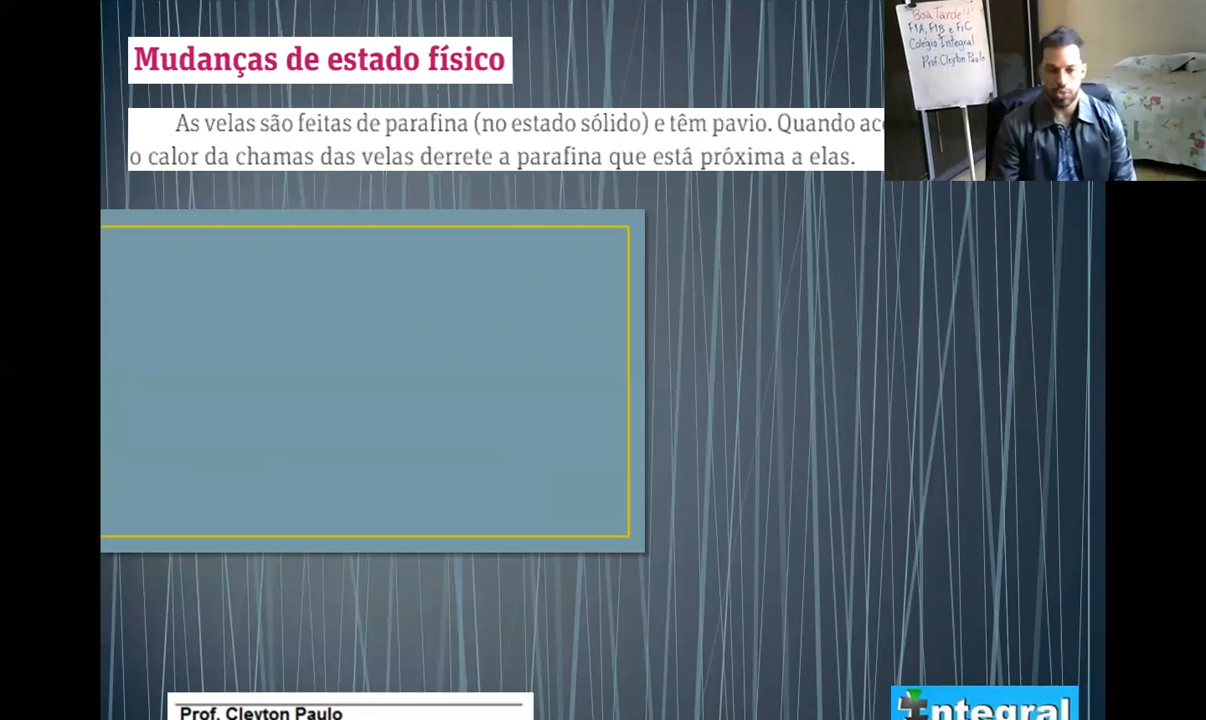 Mudanças de estado físico
As velas são feitas de parafina (no estado sólido) e têm pavio. Quando
o calor da chamas das velas derrete a parafina que está próxima a elas.
"Boa Tarde!!!"
F1A, F1B e F1C
Colégio Integral
Prof. Cleyton Paulo
Prof. Cleyton Paulo
Integral